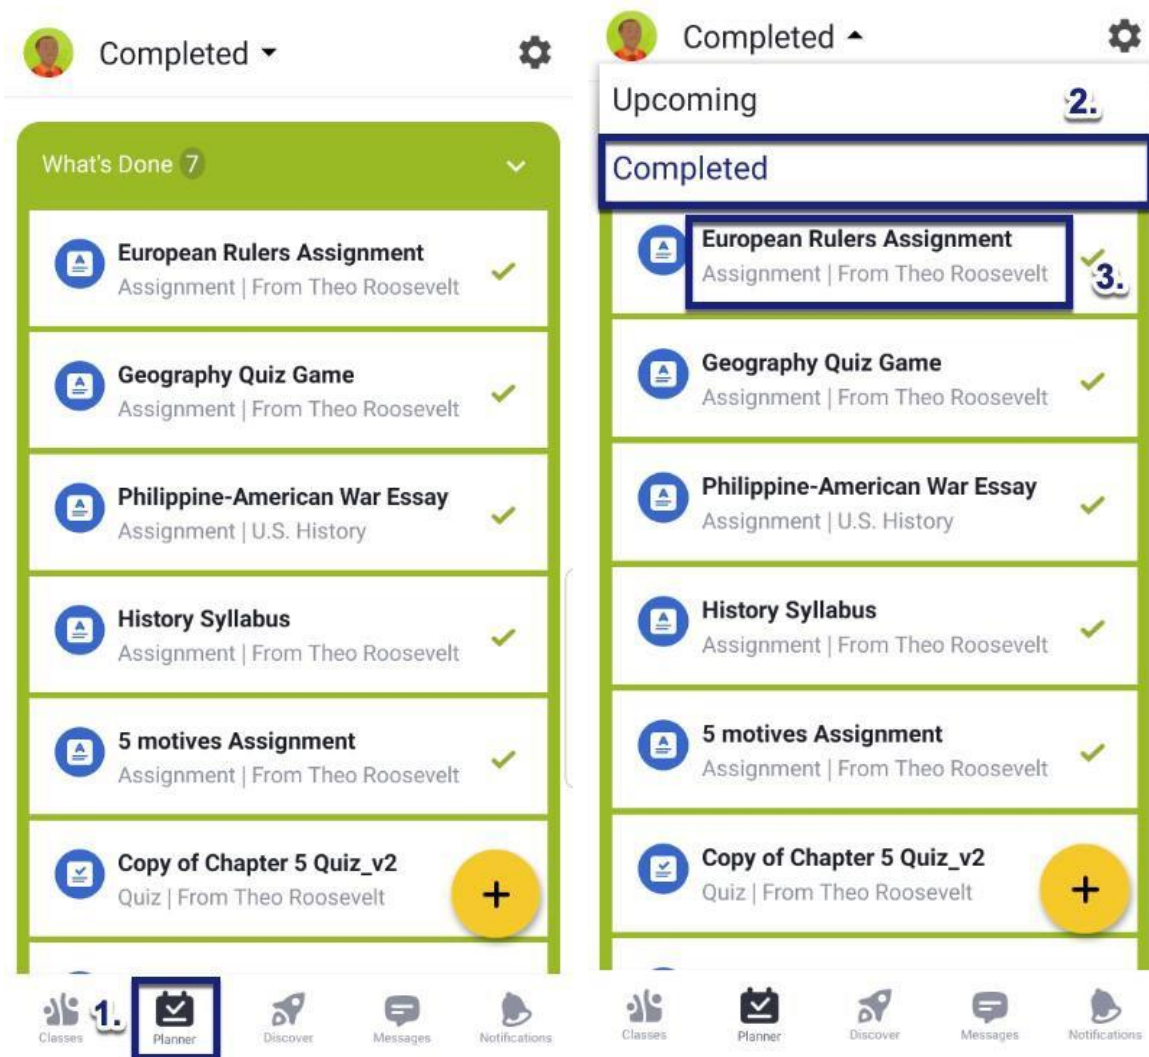 Completed
What's Done 7
European Rulers Assignment
Assignment | From Theo Roosevelt
Geography Quiz Game
Assignment | From Theo Roosevelt
Philippine-American War Essay
Assignment | U.S. History
History Syllabus
Assignment | From Theo Roosevelt
5 motives Assignment
Assignment | From Theo Roosevelt
Copy of Chapter 5 Quiz_v2
Quiz | From Theo Roosevelt
+
1.
Classes Planner Discover Messages Notifications
Completed
Upcoming 2.
Completed
European Rulers Assignment
Assignment | From Theo Roosevelt
3.
Geography Quiz Game
Assignment | From Theo Roosevelt
Philippine-American War Essay
Assignment | U.S. History
History Syllabus
Assignment | From Theo Roosevelt
5 motives Assignment
Assignment | From Theo Roosevelt
Copy of Chapter 5 Quiz_v2
Quiz | From Theo Roosevelt
+
Classes Planner Discover Messages Notifications